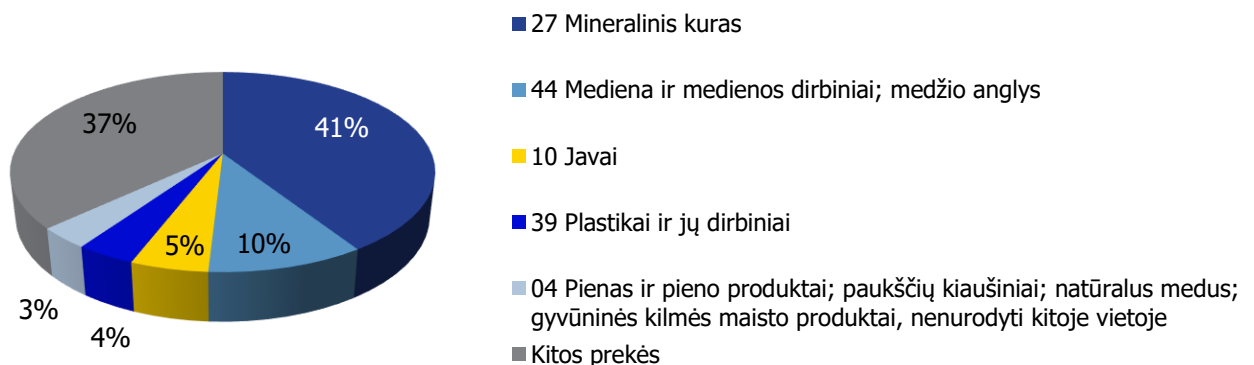 27 Mineralinis kuras
44 Mediena ir medienos dirbiniai; medžio anglys
10 Javai
39 Plastikai ir jų dirbiniai
04 Pienas ir pieno produktai; paukščių kiaušiniai; natūralus medus;
gyvūninės kilmės maisto produktai, nenurodyti kitoje vietoje
Kitos prekės
37%
41%
5%
10%
3%
4%